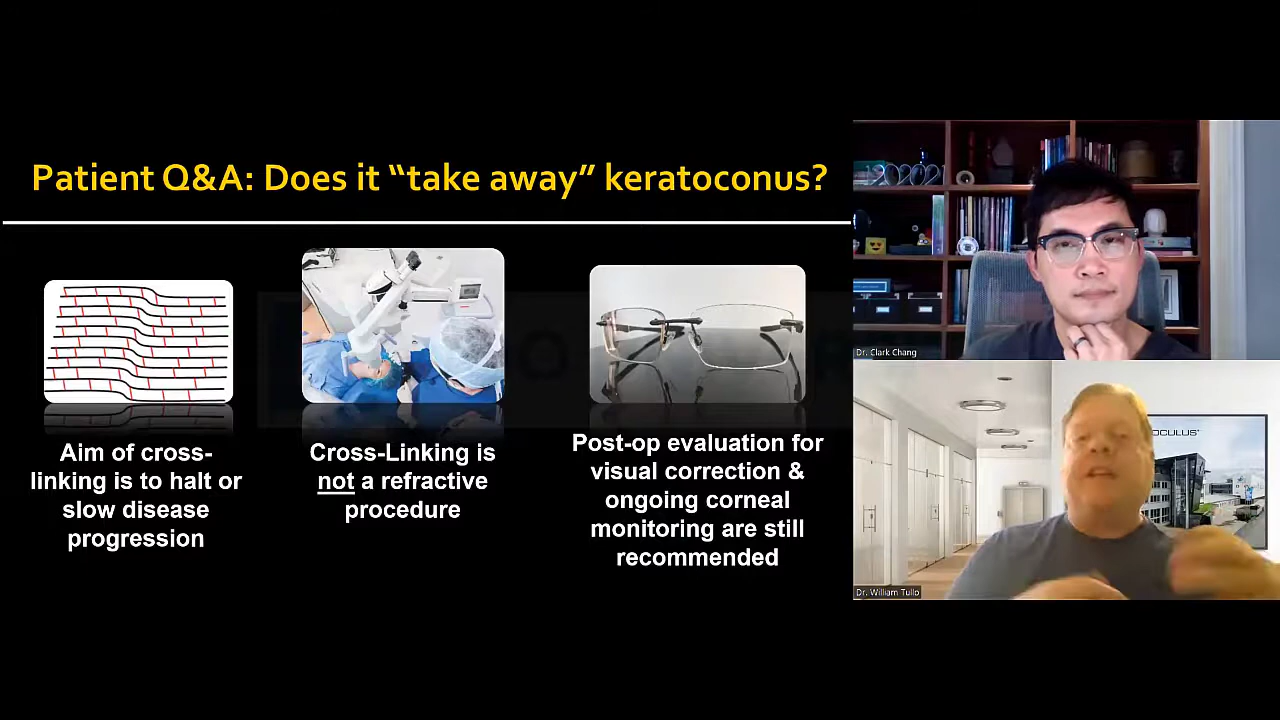 Patient Q&A: Does it “take away” keratoconus?
Aim of cross-
linking is to halt or
slow disease
progression
Cross-Linking is
not a refractive
procedure
Post-op evaluation for
visual correction &
ongoing corneal
monitoring are still
recommended
Dr. Clark Chang
OCULUS
Dr. William Tullo